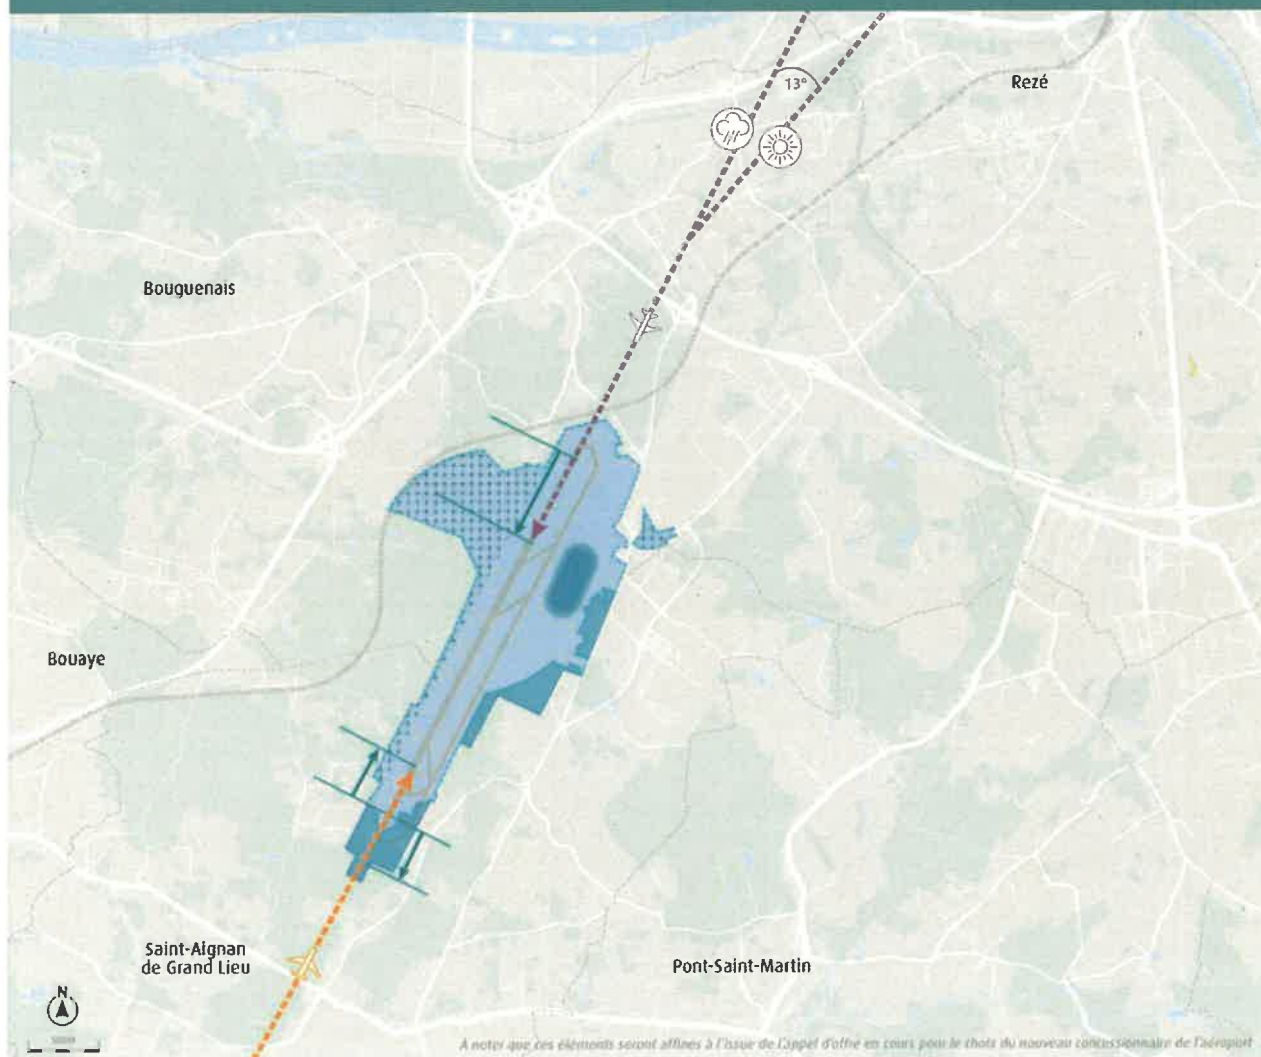 13°
Rezé
Bouguenais
Bouaye
Saint-Aignan
de Grand Lieu
Pont-Saint-Martin
N
À noter que ces éléments seront affinés à l'issue de l'appel d'offre en cours pour le choix du nouveau concessionnaire de l'aéroport